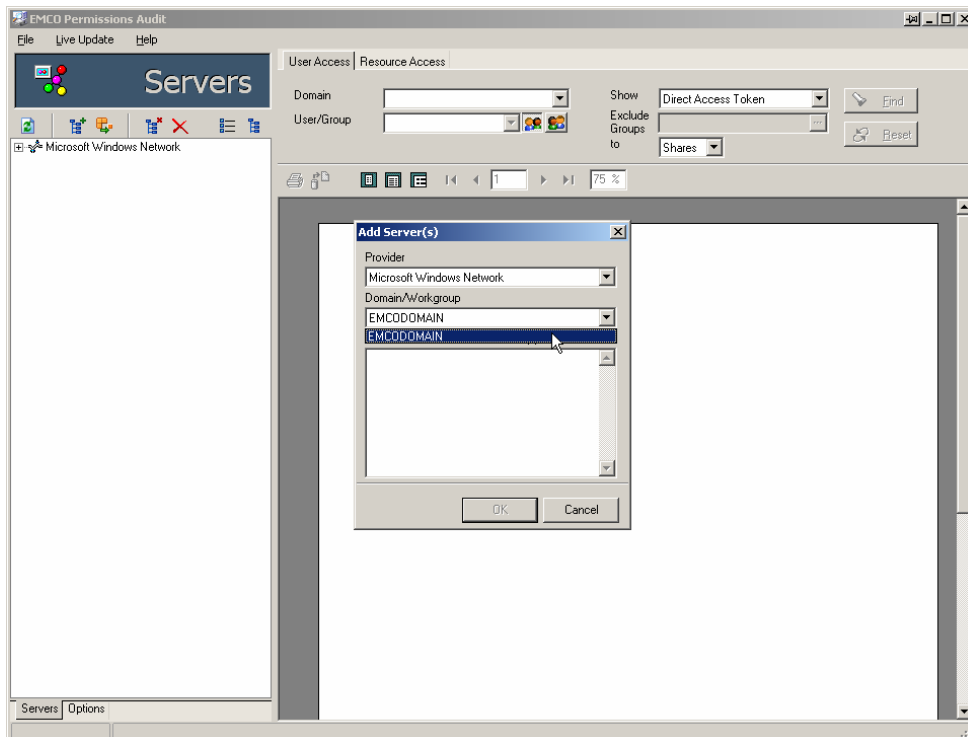 EMCO Permissions Audit
File Live Update Help
Servers
Microsoft Windows Network
User Access Resource Access
Domain
User/Group
Show Direct Access Token
Exclude Groups
to Shares
Find
Reset
1 75 %
Add Server(s)
Provider
Microsoft Windows Network
Domain/Workgroup
EMCODOMAIN
EMCODOMAIN
OK Cancel
Servers Options